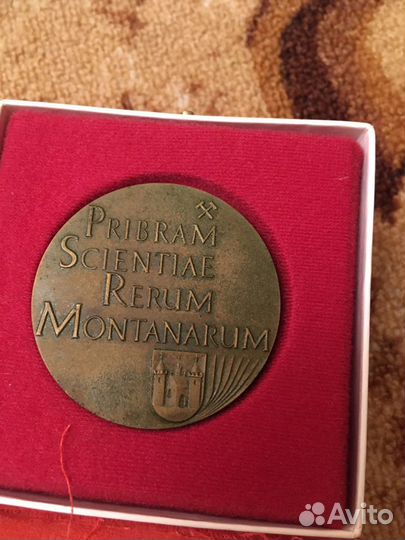 PRIBRAM
SCIENTIAE
RERUM
MONTANARUM
Avito